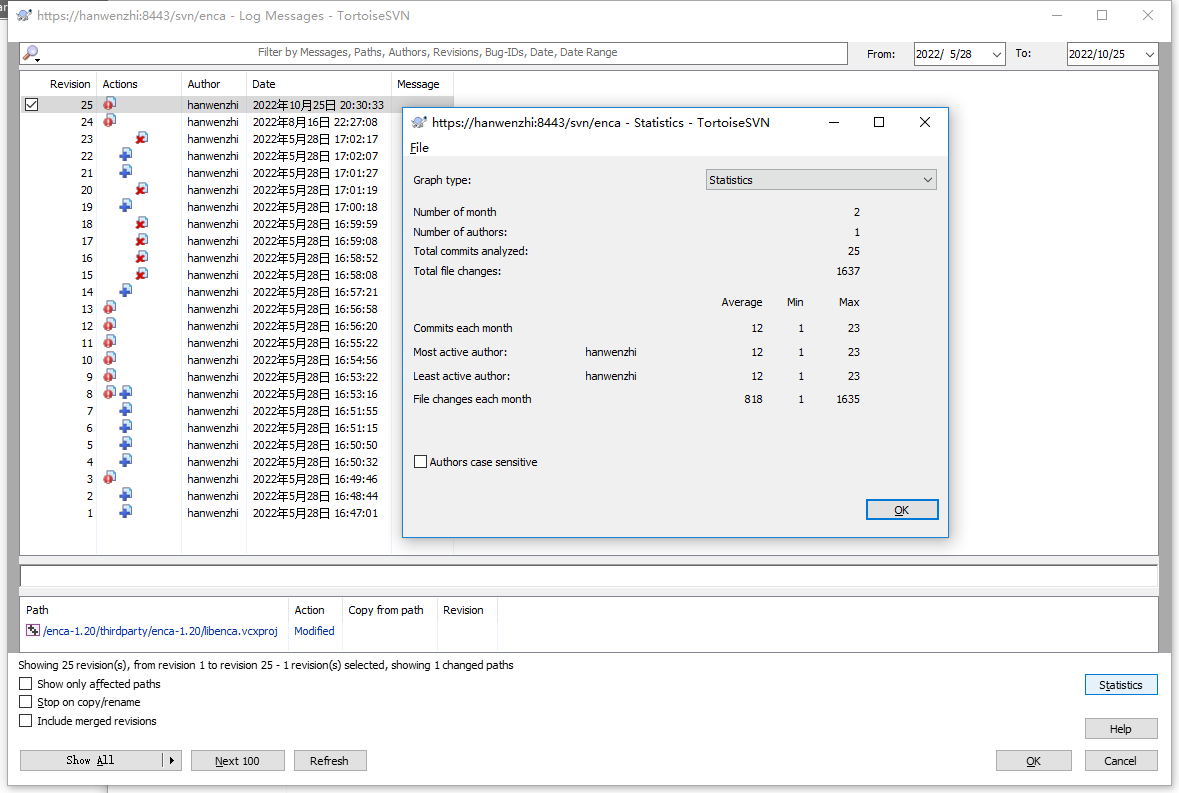 https://hanwenzhi:8443/svn/enca - Log Messages - TortoiseSVN
Filter by Messages, Paths, Authors, Revisions, Bug-IDs, Date, Date Range
From: 2022/ 5/28 To: 2022/10/25
Revision Actions Author Date Message
25 hanwenzhi 2022年10月25日 20:30:33
24 hanwenzhi 2022年8月16日 22:27:08
23 hanwenzhi 2022年5月28日 17:02:17
22 hanwenzhi 2022年5月28日 17:02:07
21 hanwenzhi 2022年5月28日 17:01:27
20 hanwenzhi 2022年5月28日 17:01:19
19 hanwenzhi 2022年5月28日 17:00:18
18 hanwenzhi 2022年5月28日 16:59:59
17 hanwenzhi 2022年5月28日 16:59:08
16 hanwenzhi 2022年5月28日 16:58:52
15 hanwenzhi 2022年5月28日 16:58:08
14 hanwenzhi 2022年5月28日 16:57:21
13 hanwenzhi 2022年5月28日 16:56:58
12 hanwenzhi 2022年5月28日 16:56:20
11 hanwenzhi 2022年5月28日 16:55:22
10 hanwenzhi 2022年5月28日 16:54:56
9 hanwenzhi 2022年5月28日 16:53:22
8 hanwenzhi 2022年5月28日 16:53:16
7 hanwenzhi 2022年5月28日 16:51:55
6 hanwenzhi 2022年5月28日 16:51:15
5 hanwenzhi 2022年5月28日 16:50:50
4 hanwenzhi 2022年5月28日 16:50:32
3 hanwenzhi 2022年5月28日 16:49:46
2 hanwenzhi 2022年5月28日 16:48:44
1 hanwenzhi 2022年5月28日 16:47:01
https://hanwenzhi:8443/svn/enca - Statistics - TortoiseSVN
File
Graph type: Statistics
Number of month 2
Number of authors: 1
Total commits analyzed: 25
Total file changes: 1637
Average Min Max
Commits each month 12 1 23
Most active author: hanwenzhi 12 1 23
Least active author: hanwenzhi 12 1 23
File changes each month 818 1 1635
Authors case sensitive
OK
Path Action Copy from path Revision
/enca-1.20/thirdparty/enca-1.20/libenca.vcxproj Modified
Showing 25 revision(s), from revision 1 to revision 25 - 1 revision(s) selected, showing 1 changed paths
Show only affected paths
Statistics
Stop on copy/rename
Include merged revisions
Help
Show All Next 100 Refresh OK Cancel